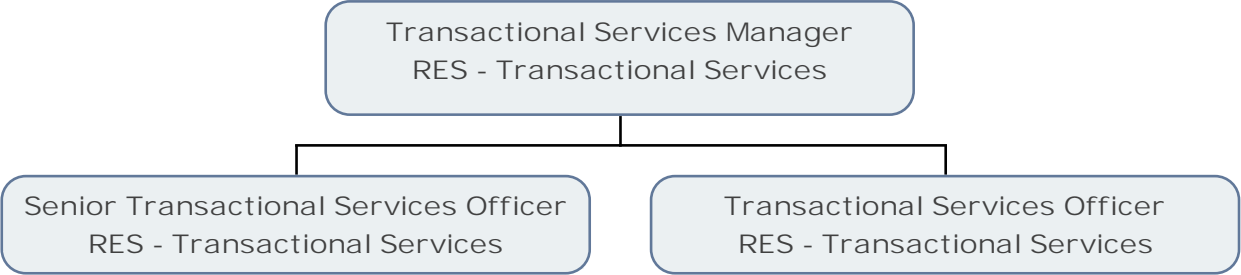 Transactional Services Manager
RES - Transactional Services
Senior Transactional Services Officer
RES - Transactional Services
Transactional Services Officer
RES - Transactional Services